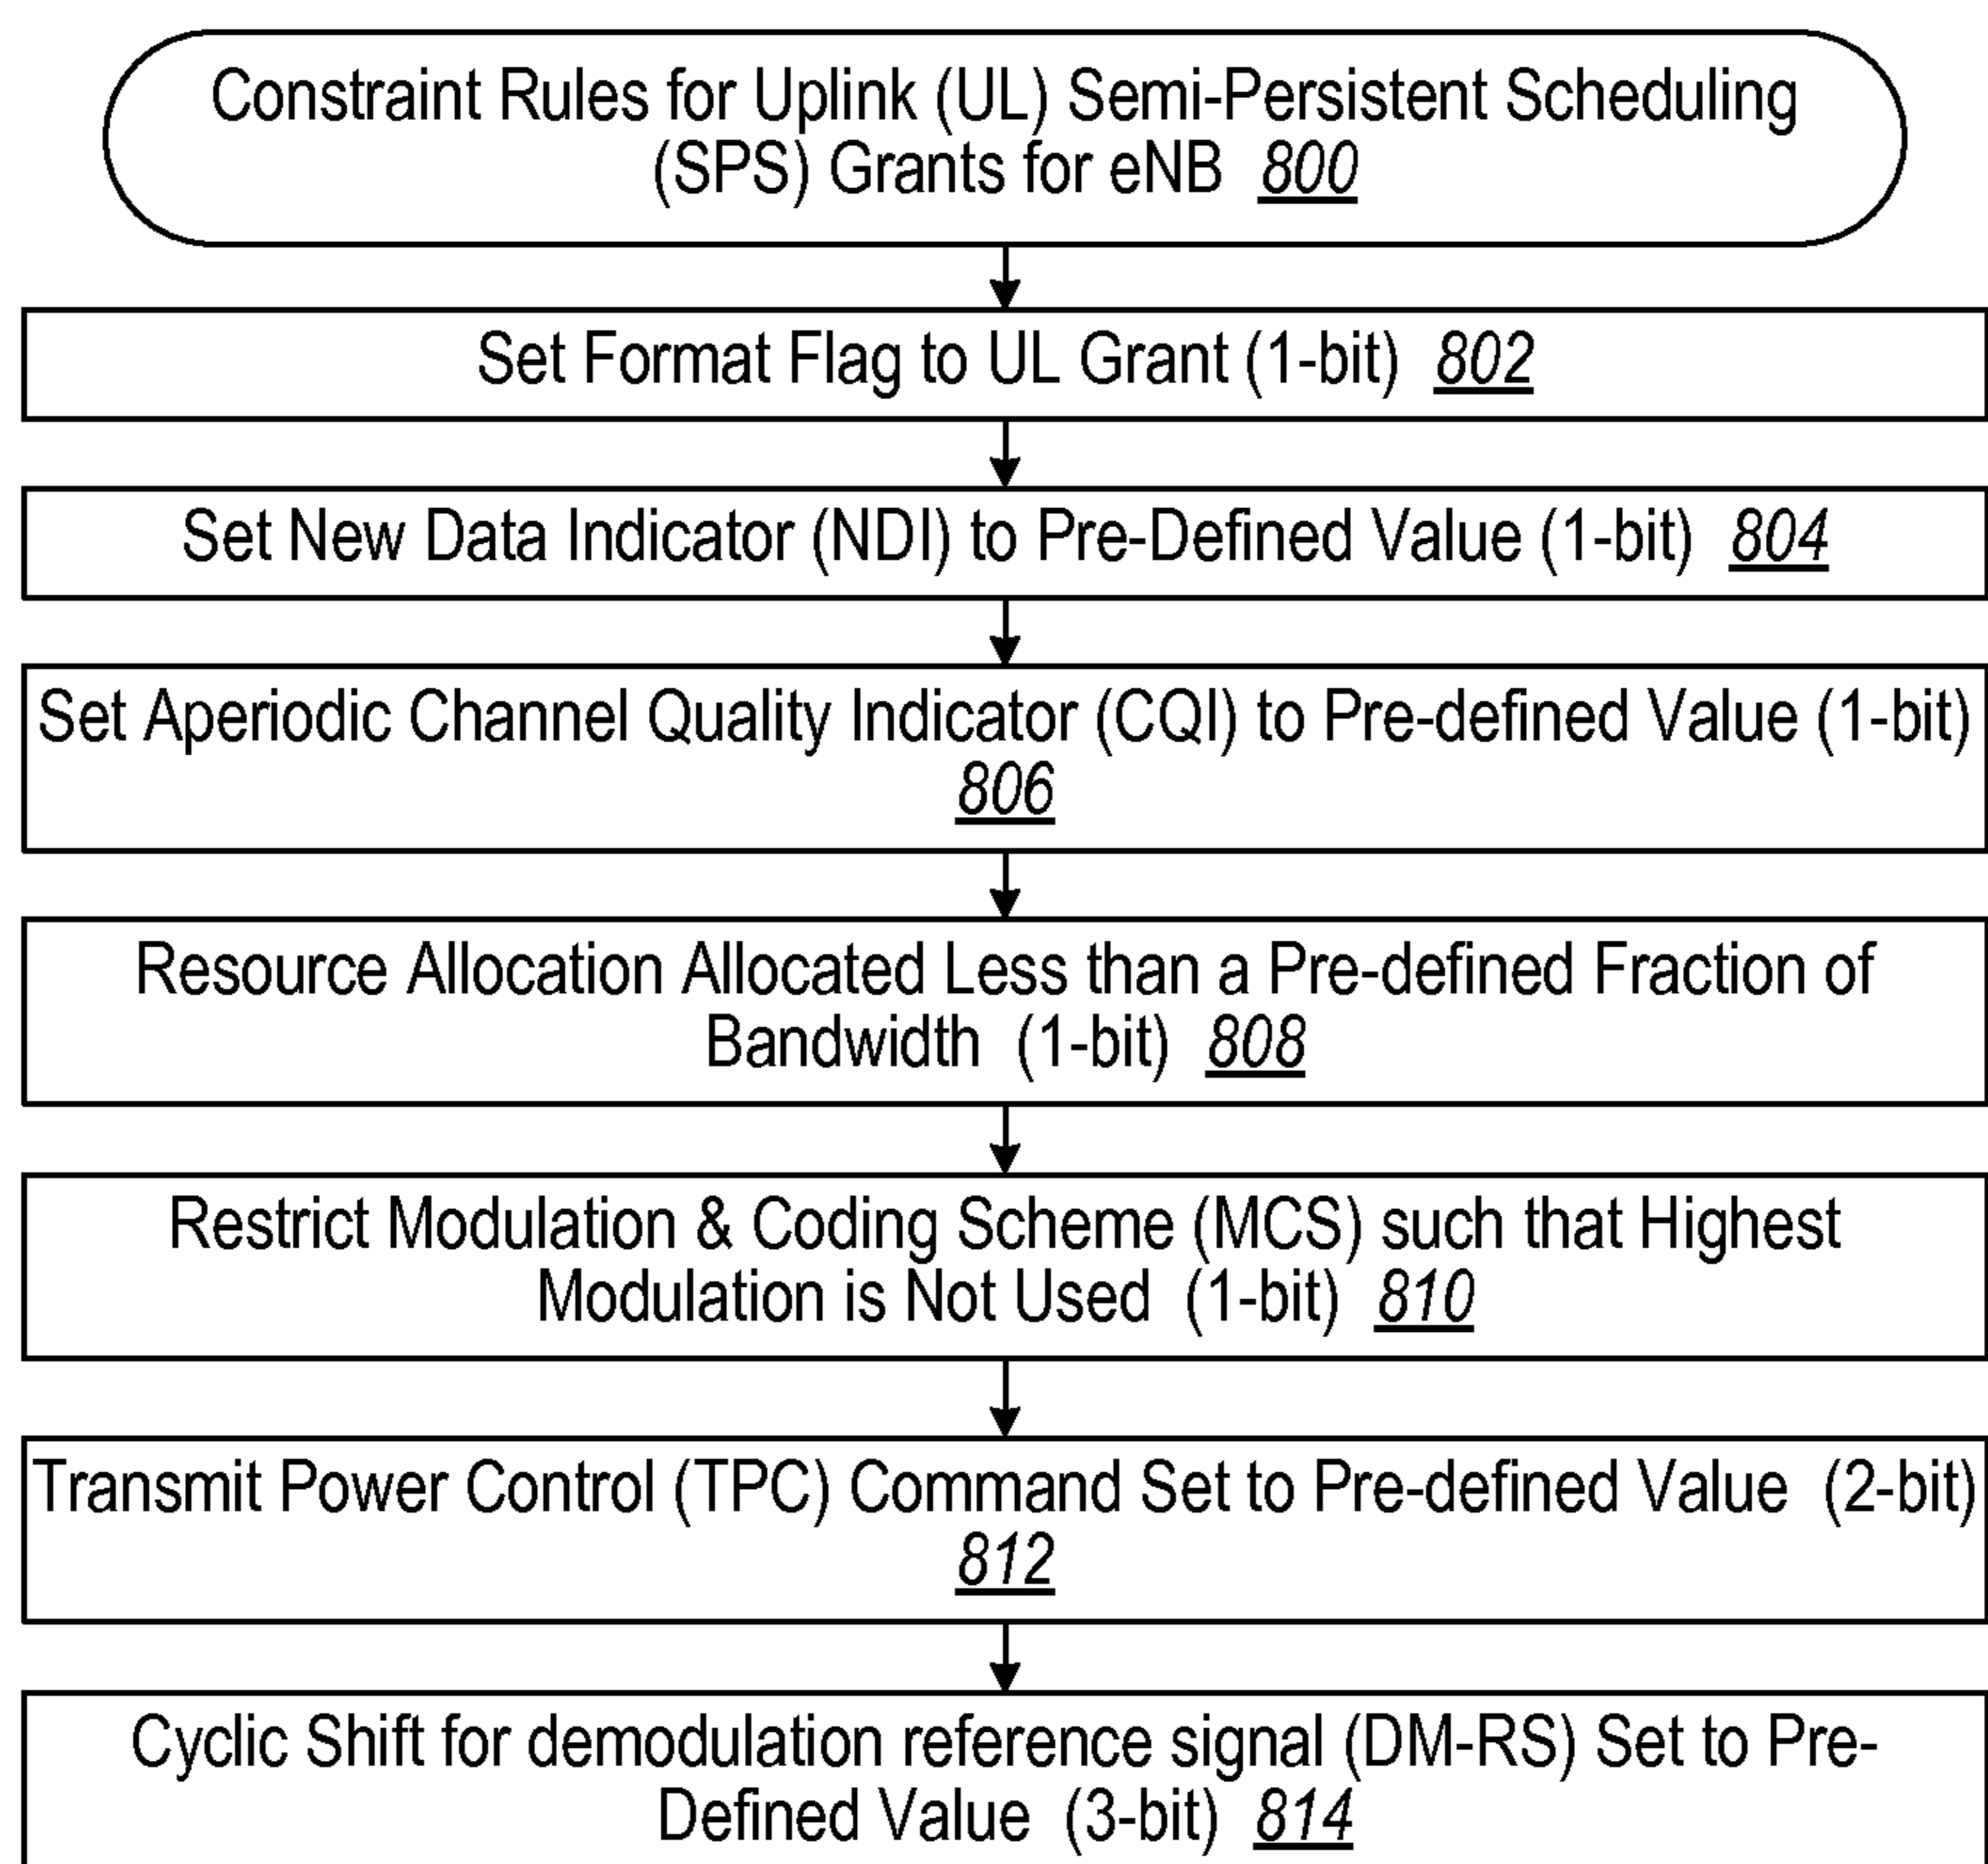 Constraint Rules for Uplink (UL) Semi-Persistent Scheduling
(SPS) Grants for eNB 800
Set Format Flag to UL Grant (1-bit) 802
Set New Data Indicator (NDI) to Pre-Defined Value (1-bit) 804
Set Aperiodic Channel Quality Indicator (CQI) to Pre-defined Value (1-bit)
806
Resource Allocation Allocated Less than a Pre-defined Fraction of
Bandwidth (1-bit) 808
Restrict Modulation & Coding Scheme (MCS) such that Highest
Modulation is Not Used (1-bit) 810
Transmit Power Control (TPC) Command Set to Pre-defined Value (2-bit)
812
Cyclic Shift for demodulation reference signal (DM-RS) Set to Pre-
Defined Value (3-bit) 814